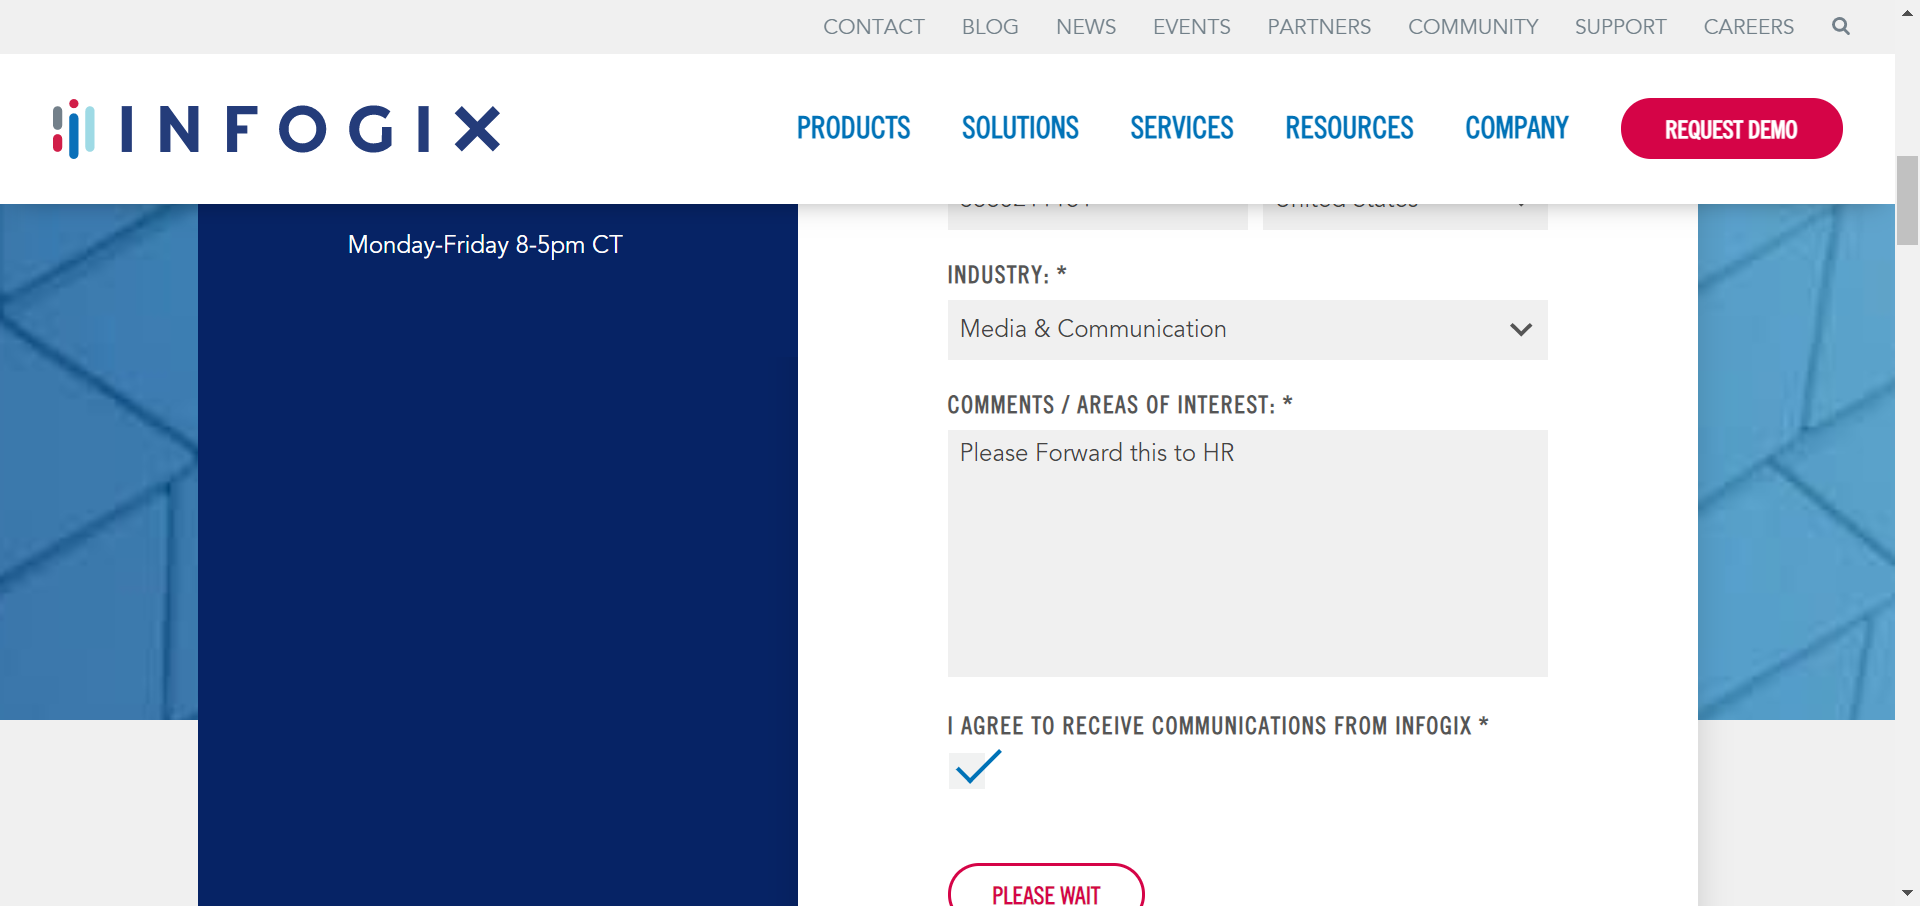 CONTACT BLOG NEWS EVENTS PARTNERS COMMUNITY SUPPORT CAREERS
INFOGIX
PRODUCTS SOLUTIONS SERVICES RESOURCES COMPANY REQUEST DEMO
United States
Monday-Friday 8-5pm CT
INDUSTRY: *
Media & Communication
COMMENTS / AREAS OF INTEREST: *
Please Forward this to HR
I AGREE TO RECEIVE COMMUNICATIONS FROM INFOGIX *
PLEASE WAIT